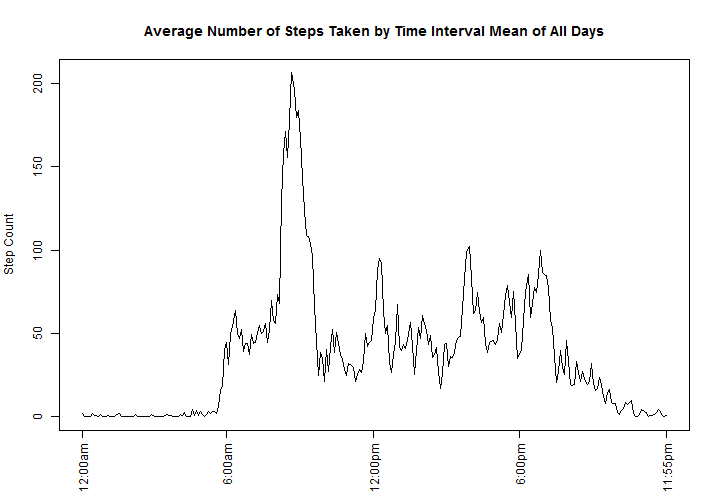 Average Number of Steps Taken by Time Interval Mean of All Days
Step Count
200
150
100
50
0
12:00am
6:00am
12:00pm
6:00pm
11:55pm